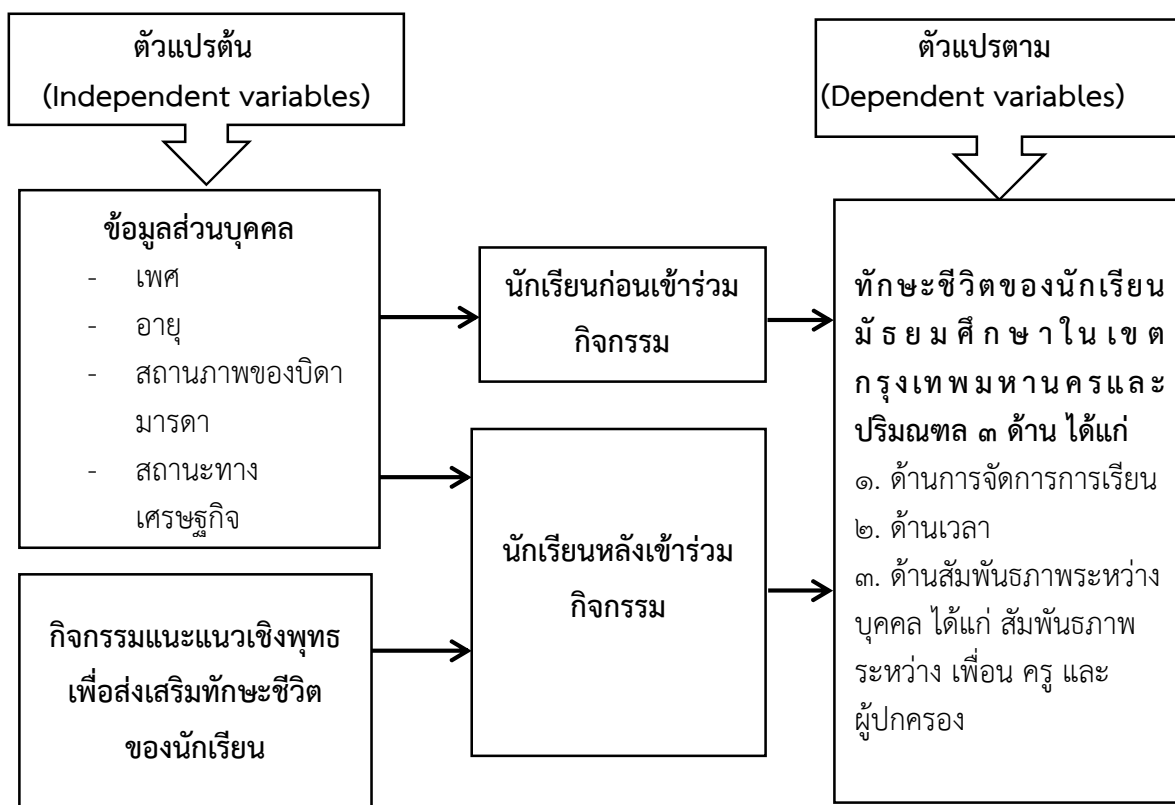 ตัวแปรต้น
(Independent variables)
ตัวแปรตาม
(Dependent variables)
ข้อมูลส่วนบุคคล
- เพศ
- อายุ
- สถานภาพของบิดา
มารดา
- สถานะทาง
เศรษฐกิจ
กิจกรรมแนะแนวเชิงพุทธ
เพื่อส่งเสริมทักษะชีวิต
ของนักเรียน
นักเรียนก่อนเข้าร่วม
กิจกรรม
นักเรียนหลังเข้าร่วม
กิจกรรม
ทักษะชีวิตของนักเรียน
มัธยมศึกษาในเขต
กรุงเทพมหานครและ
ปริมณฑล ๓ ด้าน ได้แก่
๑. ด้านการจัดการการเรียน
๒. ด้านเวลา
๓. ด้านสัมพันธภาพระหว่าง
บุคคล ได้แก่ สัมพันธภาพ
ระหว่าง เพื่อน ครู และ
ผู้ปกครอง